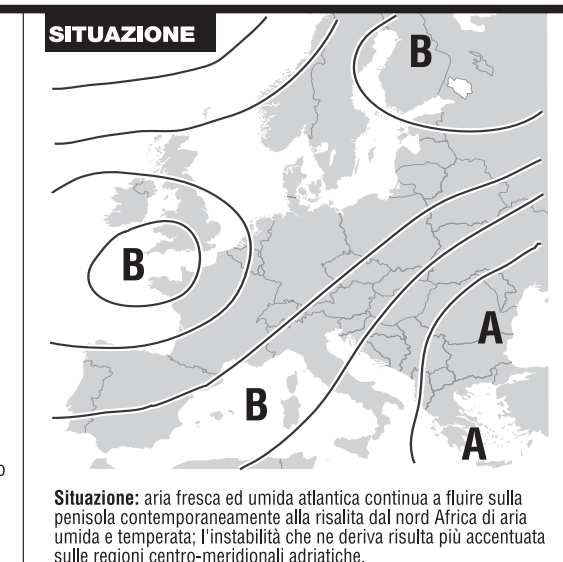 SITUAZIONE
B
B
A
B
A
o
Situazione: aria fresca ed umida atlantica continua a fluire sulla
penisola contemporaneamente alla risalita dal nord Africa di aria
umida e temperata; l'instabilità che ne deriva risulta più accentuata
sulle regioni centro-meridionali adriatiche.